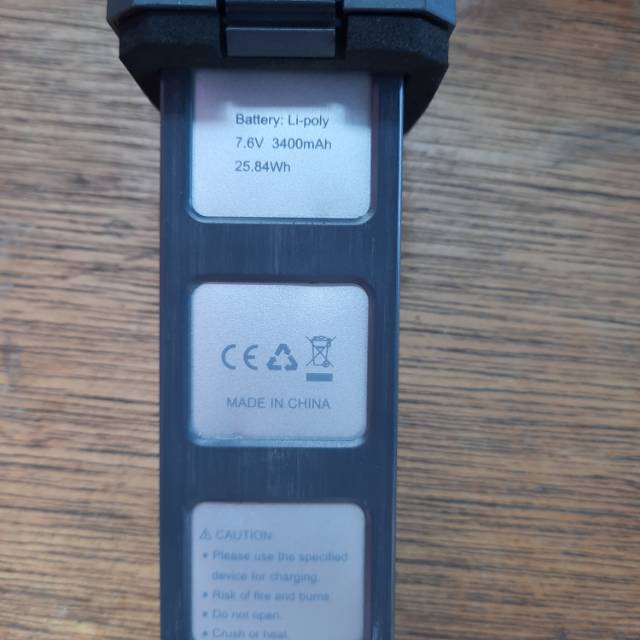 Battery: Li-poly
7.6V 3400mAh
25.84Wh
CE
MADE IN CHINA
⚠ CAUTION
• Please use the specified
device for charging.
• Risk of fire and burns.
• Do not open.
• Crush or heat